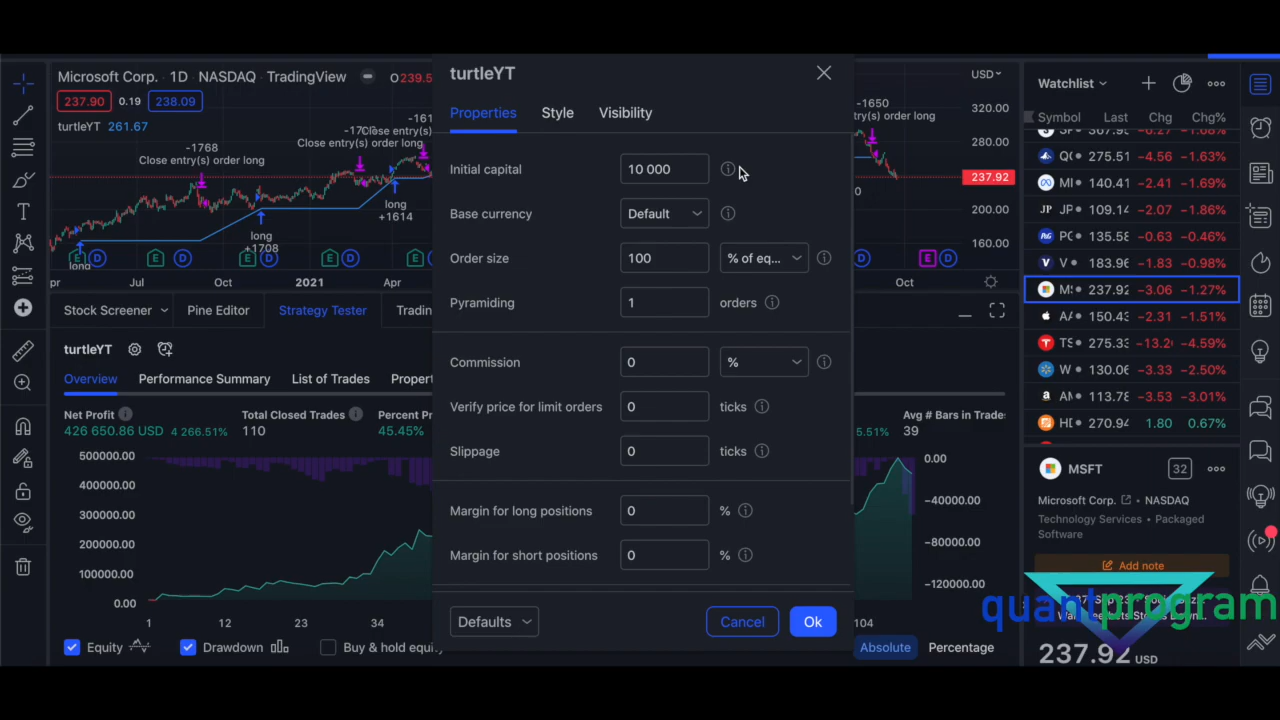 Microsoft Corp. · 1D · NASDAQ · TradingView
O239.5
237.90 0.19 238.09
turtleYT 261.67
-1768
Close entry(s) order long
Close entry(s) order long
long
+1708
long
+1614
-1650
Close entry(s) order long
USD
320.00
237.92
200.00
160.00
Jul
Oct
2021
Apr
Oct
Stock Screener
Pine Editor
Strategy Tester
turtleYT
Overview
Performance Summary
List of Trades
Net Profit
426 650.86 USD 4 266.51%
Total Closed Trades
110
45.45%
5.51%
Avg # Bars in Trades
39
500000.00
400000.00
300000.00
200000.00
100000.00
0.00
0.00
−40000.00
−80000.00
−120000.00
1
12
23
34
104
Equity
Drawdown
Buy & hold equity
Absolute
Percentage
turtleYT
Properties
Style
Visibility
Initial capital 10 000
Base currency Default
Order size 100 % of eq...
Pyramiding 1 orders
Commission 0 %
Verify price for limit orders 0 ticks
Slippage 0 ticks
Margin for long positions 0 %
Margin for short positions 0 %
Defaults
Cancel
Ok
Watchlist
Symbol Last Chg Chg%
275.51 −4.56 −1.63%
140.41 −2.41 −1.69%
JP 109.14 −2.07 −1.86%
135.58 −0.63 −0.46%
V 183.96 −1.83 −0.98%
237.92 −3.06 −1.27%
150.43 −2.31 −1.51%
TS 275.33 −13.2 −4.59%
W 130.06 −3.33 −2.50%
113.78 −3.53 −3.01%
270.94 1.80 0.67%
MSFT
32
Microsoft Corp. · NASDAQ
Technology Services · Packaged
Software
Add note
quantprogram
237.92 USD